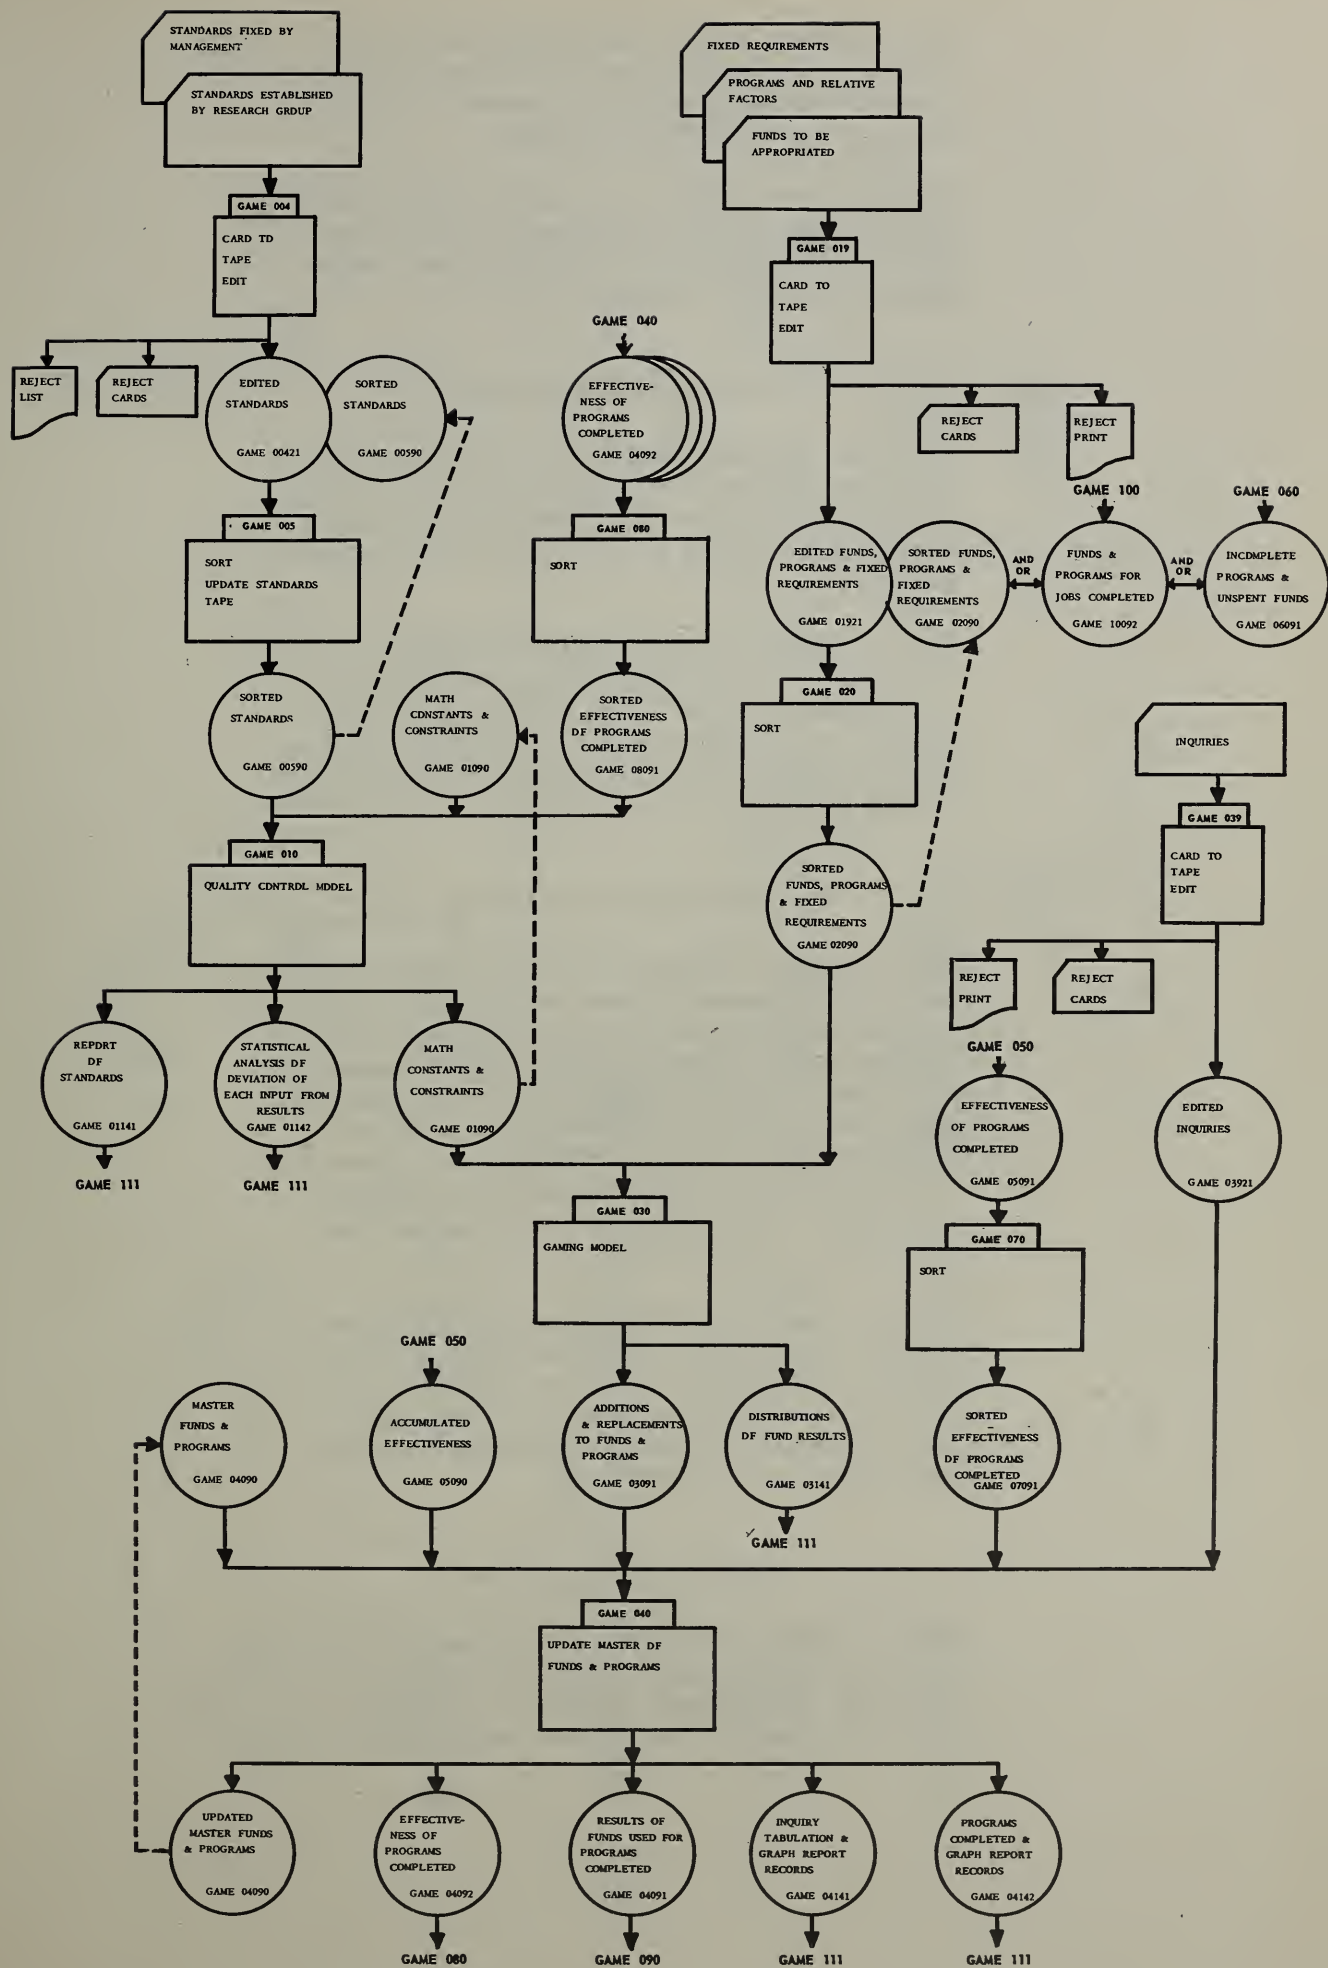 STANDARDS FIXED BY
MANAGEMENT
STANDARDS ESTABLISHED
BY RESEARCH GRDUP
GAME 004
CARD TD
TAPE
EDIT
REJECT
LIST
REJECT
CARDS
EDITED
STANDARDS
GAME 00421
SORTED
STANDARDS
GAME 00590
GAME 005
SORT
UPDATE STANDARDS
TAPE
SORTED
STANDARDS
GAME 00590
GAME 040
EFFECTIVE-
NESS OF
PROGRAMS
COMPLETED
GAME 04092
GAME 080
SORT
MATH
CDNSTANTS &
CONSTRAINTS
GAME 01090
SORTED
EFFECTIVENESS
DF PROGRAMS
COMPLETED
GAME 08091
GAME 010
QUALITY CDNTRDL MDDEL
REPDRT
DF
STANDARDS
GAME 01141
GAME 111
STATISTICAL
ANALYSIS DF
DEVIATION OF
EACH INPUT FROM
RESULTS
GAME 01142
GAME 111
MATH
CONSTANTS &
CONSTRAINTS
GAME 01090
FIXED REQUIREMENTS
PROGRAMS AND RELATIVE
FACTORS
FUNDS TO BE
APPROPRIATED
GAME 019
CARD TO
TAPE
EDIT
REJECT
CARDS
REJECT
PRINT
EDITED FUNDS,
PROGRAMS & FIXED
REQUIREMENTS
GAME 01921
SORTED FUNDS,
PROGRAMS &
FIXED
REQUIREMENTS
GAME 02090
AND
OR
GAME 100
FUNDS &
PROGRAMS FOR
JOBS COMPLETED
GAME 10092
AND
OR
GAME 060
INCDMPLETE
PROGRAMS &
UNSPENT FUNDS
GAME 06091
GAME 020
SORT
SORTED
FUNDS, PROGRAMS
& FIXED
REQUIREMENTS
GAME 02090
INQUIRIES
GAME 039
CARD TO
TAPE
EDIT
REJECT
PRINT
REJECT
CARDS
GAME 050
EFFECTIVENESS
OF PROGRAMS
COMPLETED
GAME 05091
EDITED
INQUIRIES
GAME 03921
GAME 030
GAMING MODEL
GAME 070
SORT
MASTER
FUNDS &
PROGRAMS
GAME 04090
GAME 050
ACCUMULATED
EFFECTIVENESS
GAME 05090
ADDITIONS
& REPLACEMENTS
TO FUNDS &
PROGRAMS
GAME 03091
DISTRIBUTIONS
DF FUND RESULTS
GAME 03141
GAME 111
SORTED
EFFECTIVENESS
DF PROGRAMS
COMPLETED
GAME 07091
GAME 040
UPDATE MASTER DF
FUNDS & PROGRAMS
UPDATED
MASTER FUNDS
& PROGRAMS
GAME 04090
EFFECTIVE-
NESS OF
PROGRAMS
COMPLETED
GAME 04092
GAME 080
RESULTS OF
FUNDS USED FOR
PROGRAMS
COMPLETED
GAME 04091
GAME 090
INQUIRY
TABULATION &
GRAPH REPORT
RECORDS
GAME 04141
GAME 111
PROGRAMS
COMPLETED &
GRAPH REPORT
RECORDS
GAME 04142
GAME 111